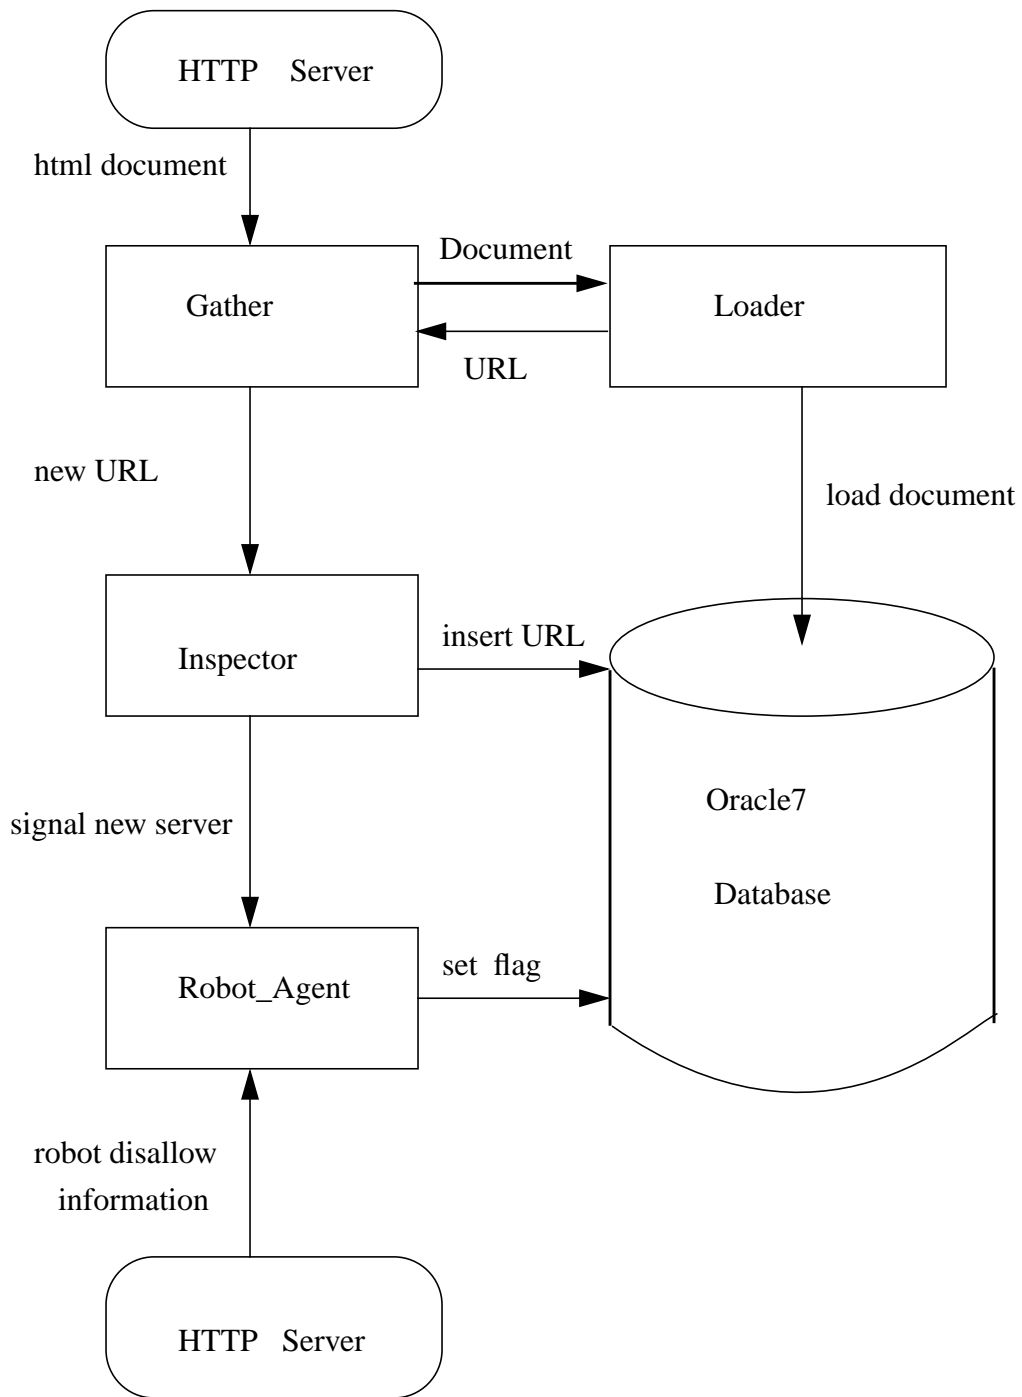 HTTP Server
html document
Document
Gather
Loader
URL
new URL
load document
insert URL
Inspector
Oracle7
signal new server
Database
set flag
Robot_Agent
robot disallow
information
HTTP Server